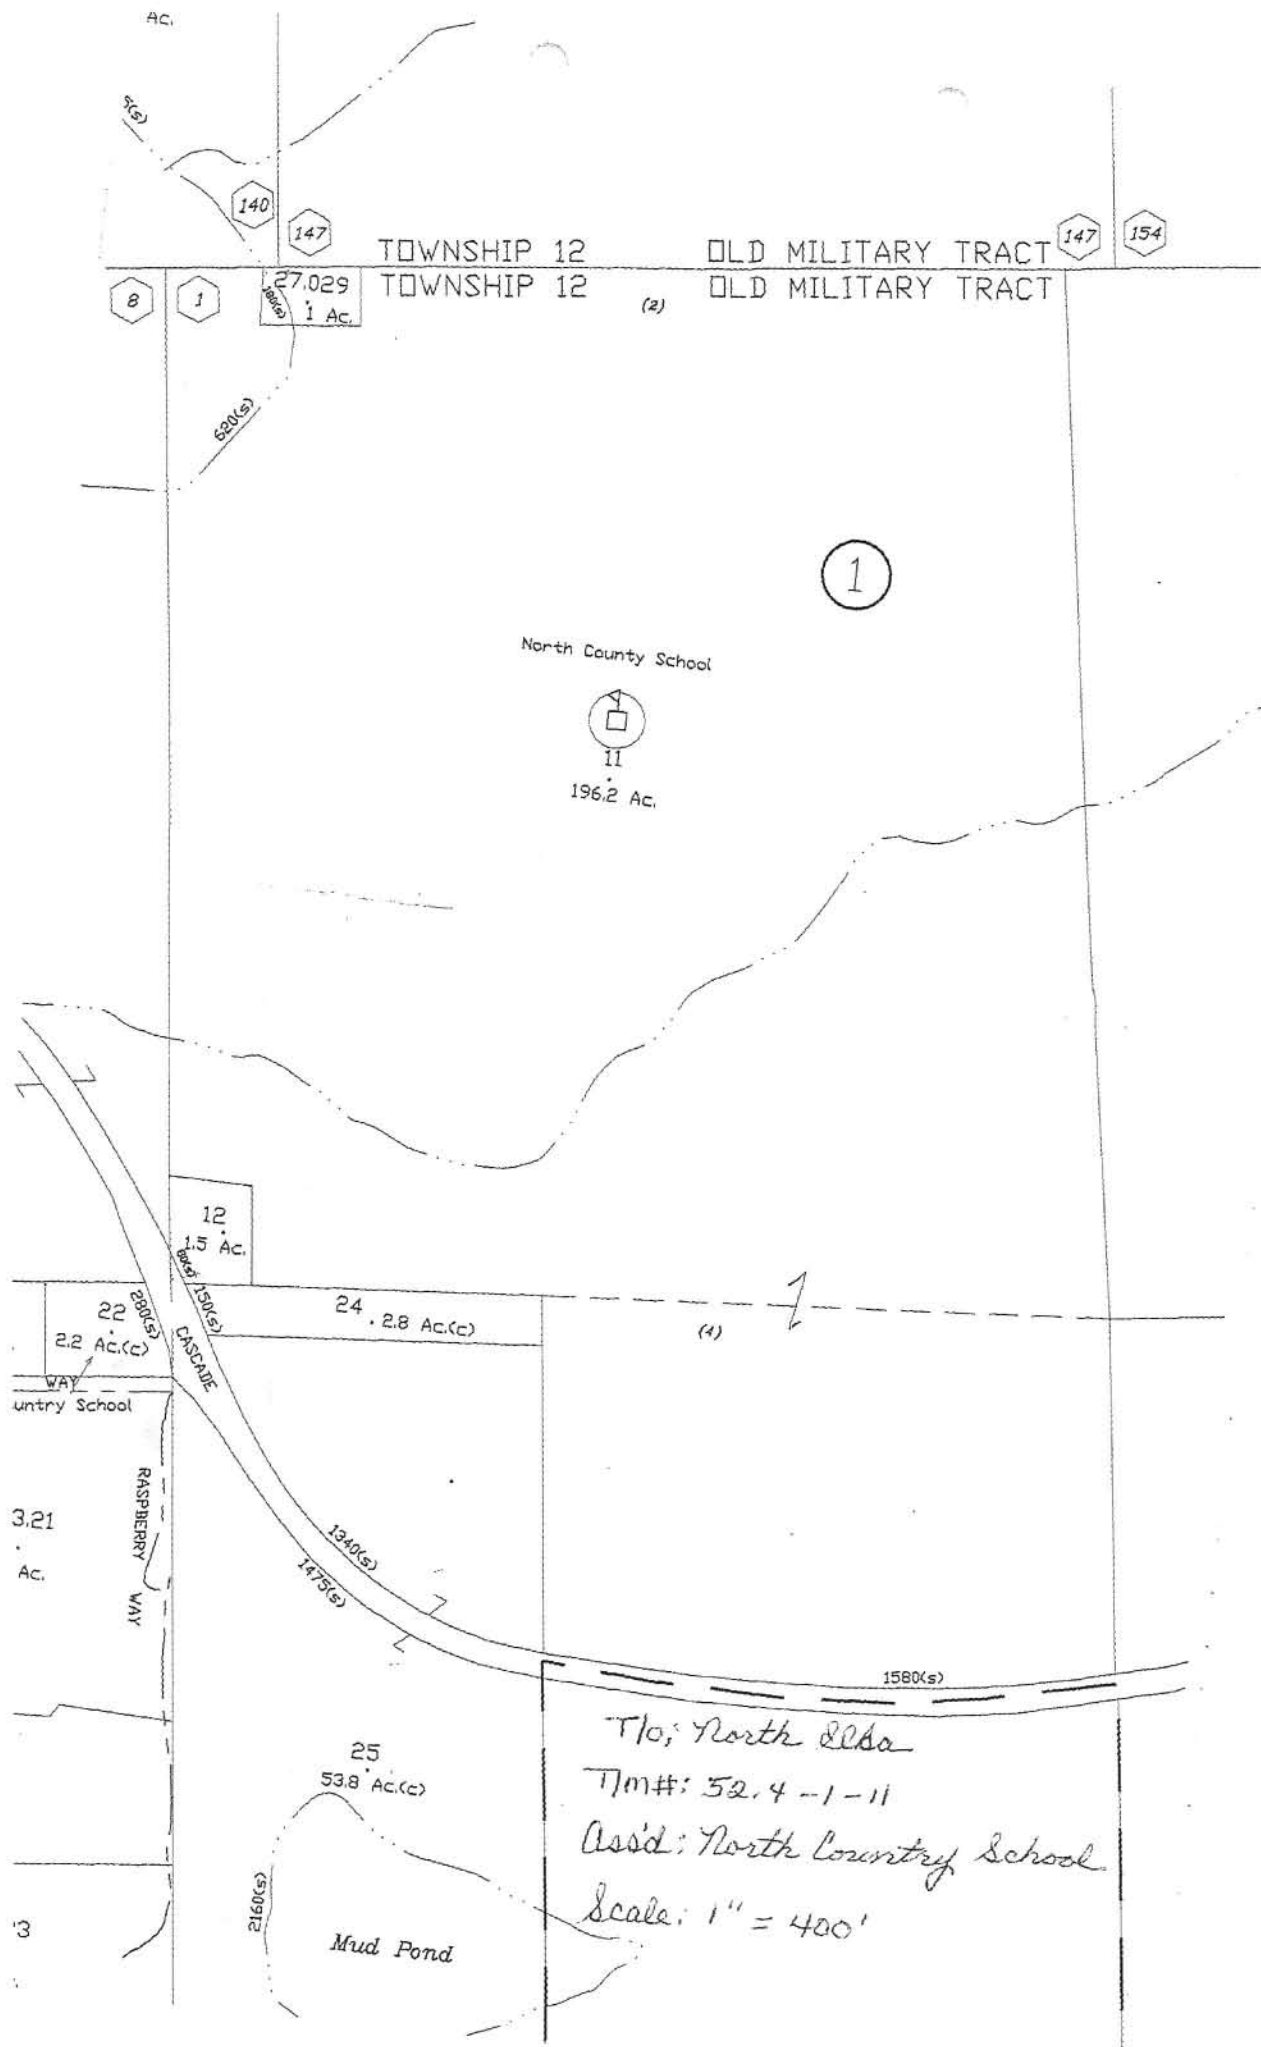 Ac.
5(s)
140
147
TOWNSHIP 12 OLD MILITARY TRACT
147
154
8
1
27.029
180(s)
1 Ac.
TOWNSHIP 12 OLD MILITARY TRACT
(2)
620(s)
1
North County School
11
196.2 Ac.
12
1.5 Ac.
60(s)
150(s)
280(s)
22
2.2 Ac.(c)
CASCADE
24
2.8 Ac.(c)
(1)
WAY
untry School
RASPBERRY WAY
3.21
Ac.
1340(s)
1475(s)
1580(s)
25
53.8 Ac.(c)
2160(s)
Mud Pond
'3
T/o; North Elba
T/m#: 52.4-1-11
Ass'd: North Country School
Scale: 1" = 400'